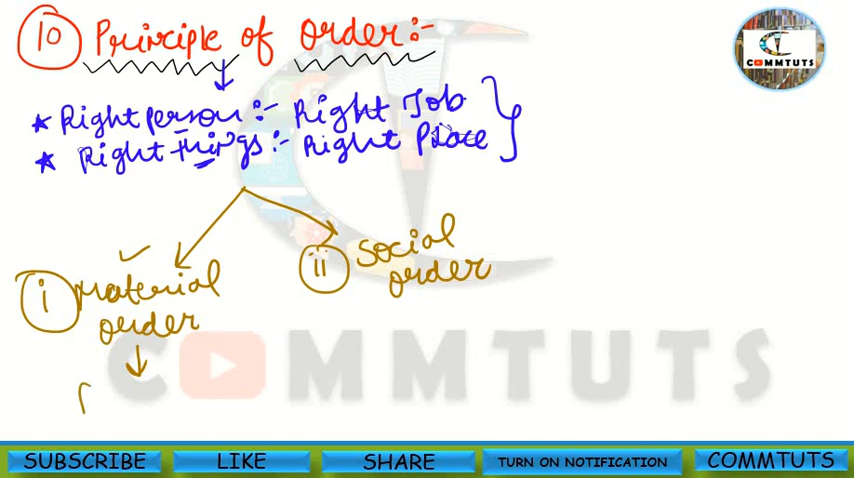 10 Principle of order:-
COMMTUTS
* Right person:- Right Job
* Right things:- Right Place
i material order
ii social order
COMMTUTS
SUBSCRIBE LIKE SHARE TURN ON NOTIFICATION COMMTUTS